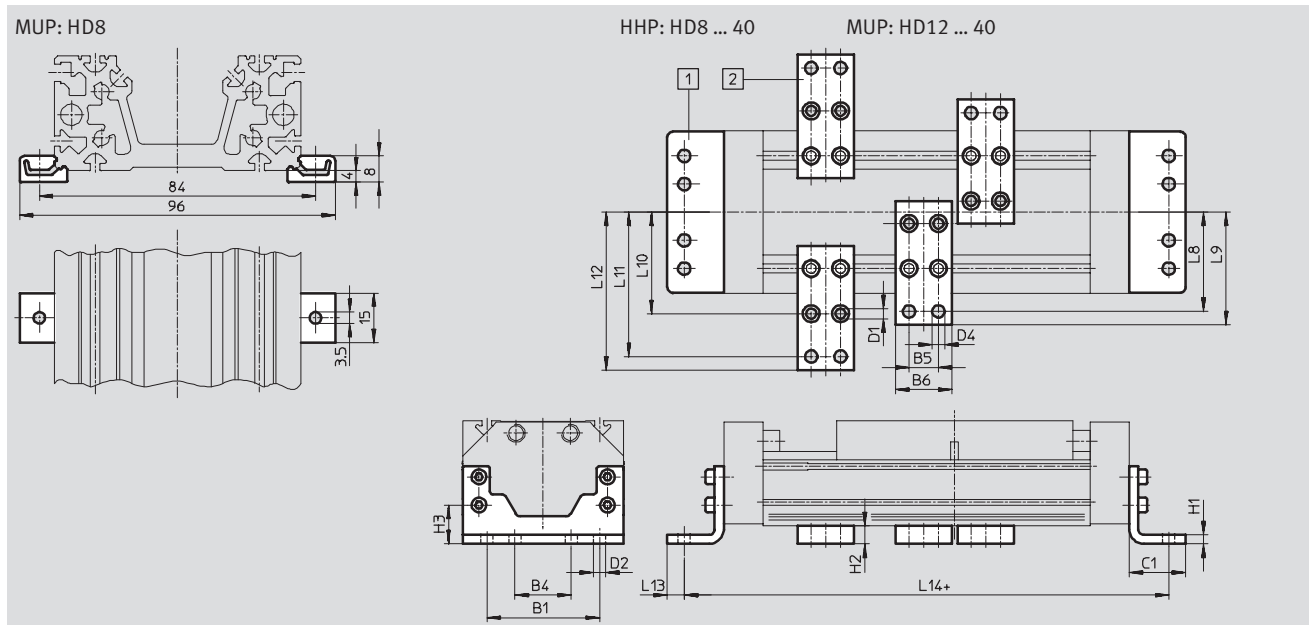 MUP: HD8
HHP: HD8 ... 40
MUP: HD12 ... 40
1
2
4
8
84
96
15
3.5
L12
L11
L10
D1
D4
B5
B6
L8
L9
H3
D2
B4
B1
L13
H2
L14+
C1
H1